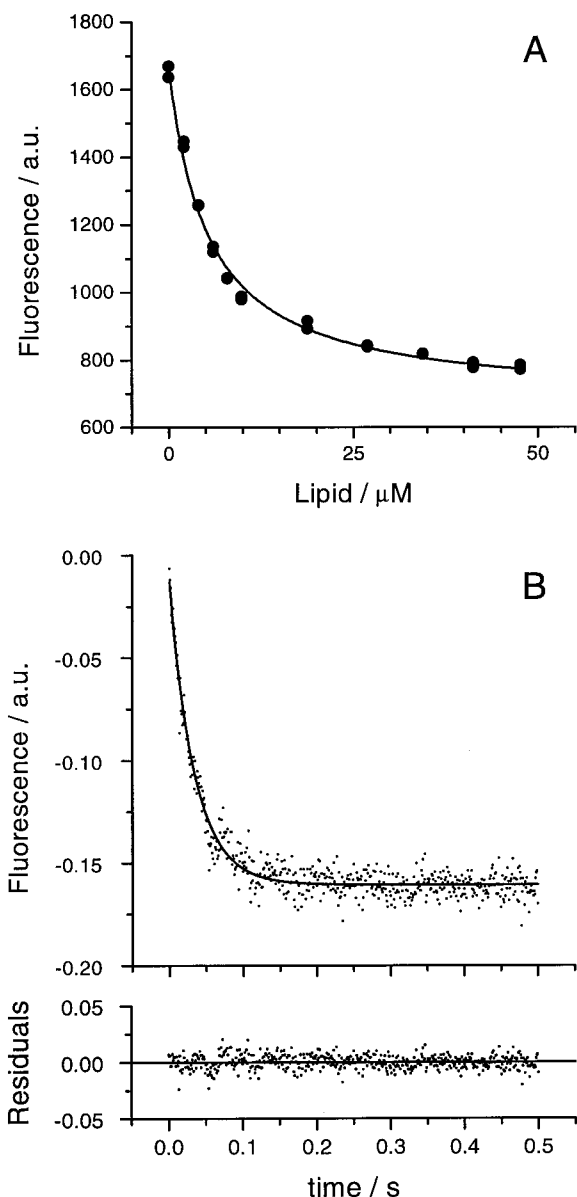 A
1800
1600
1400
1200
1000
800
600
Fluorescence / a.u.
0 25 50
Lipid / μM
B
0.00
-0.05
-0.10
-0.15
-0.20
Fluorescence / a.u.
0.05
0.00
-0.05
Residuals
0.0 0.1 0.2 0.3 0.4 0.5
time / s